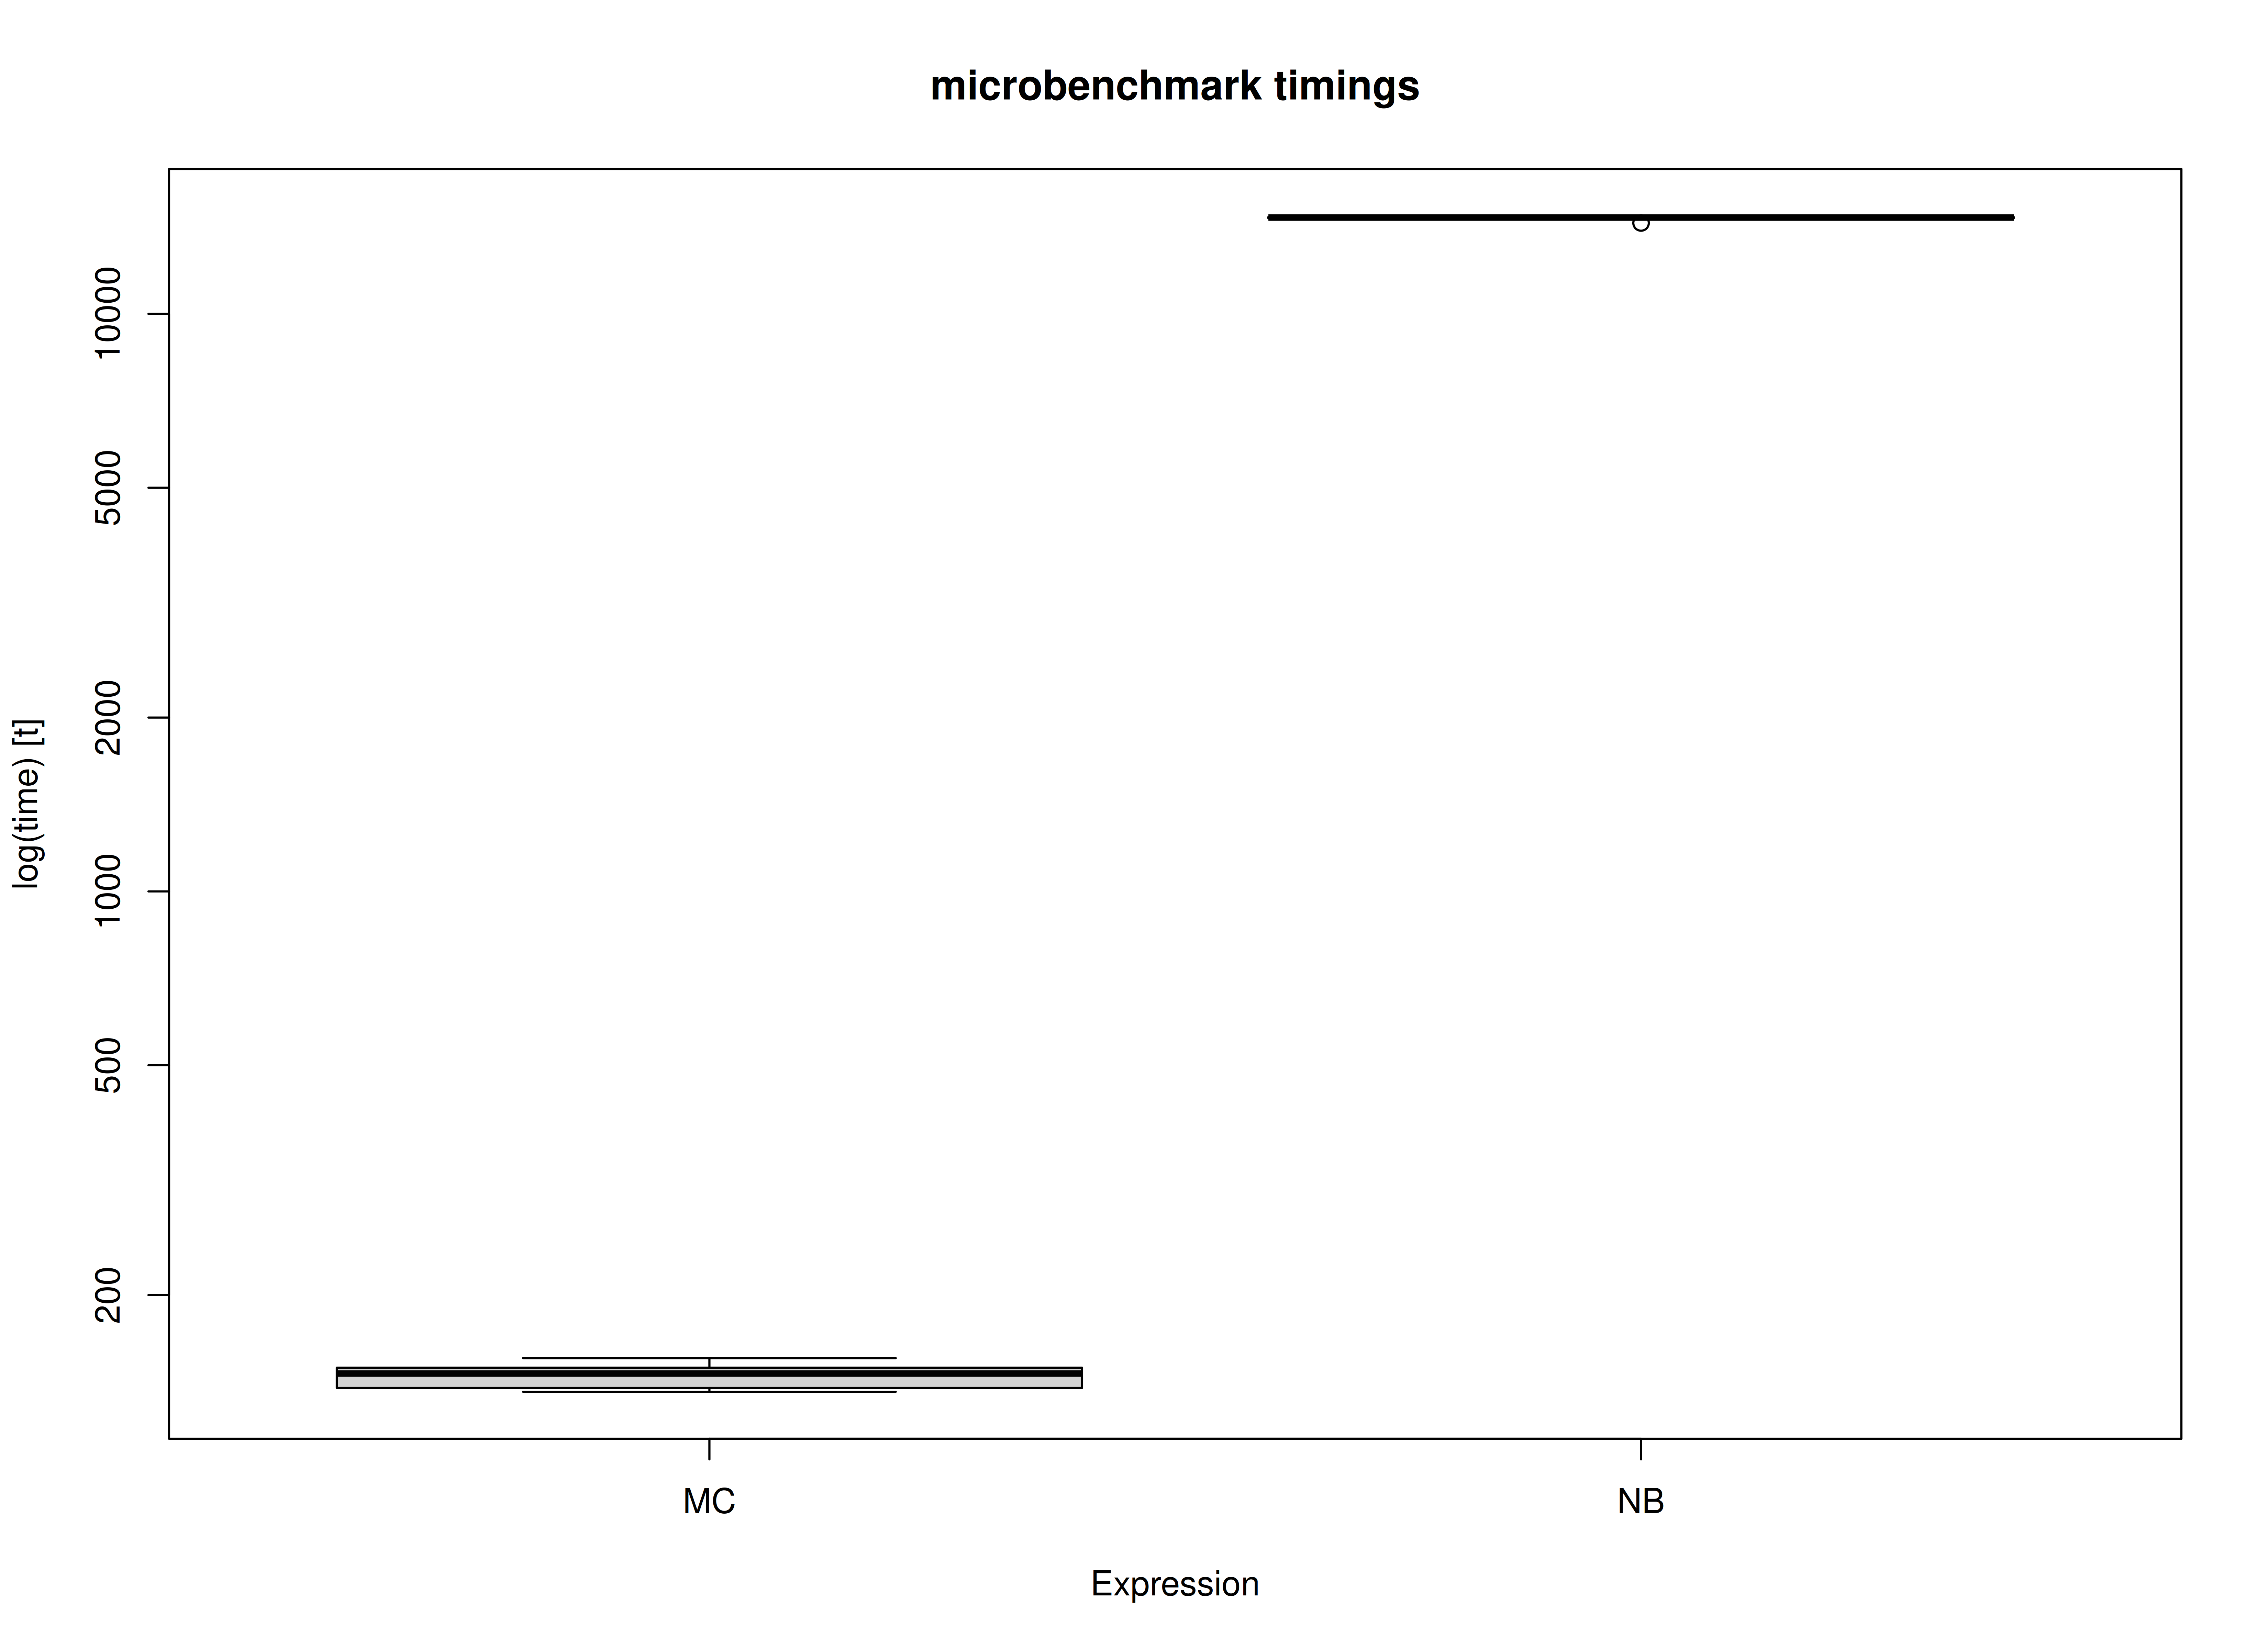 microbenchmark timings
log(time) [t]
10000
5000
2000
1000
500
200
MC
NB
Expression